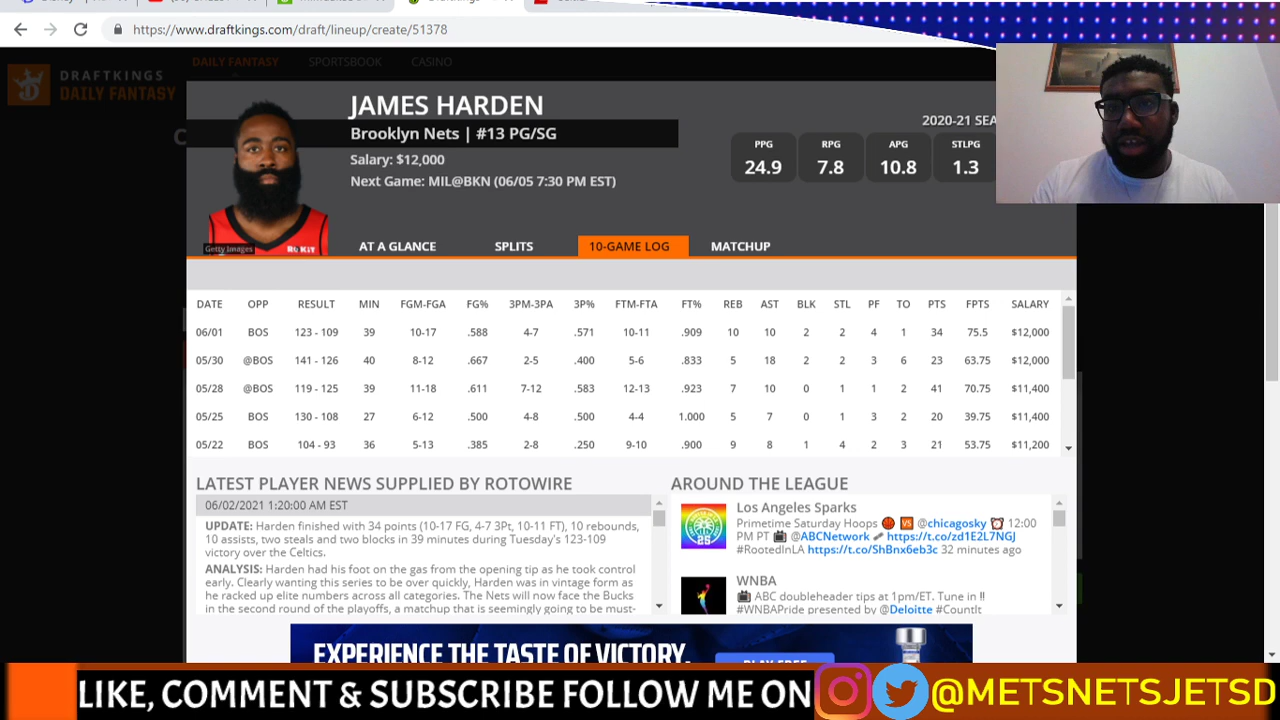 https://www.draftkings.com/draft/lineup/create/51378
DRAFTKINGS
DAILY FANTASY
DAILY FANTASY SPORTSBOOK CASINO
JAMES HARDEN
Brooklyn Nets | #13 PG/SG
Salary: $12,000
Next Game: MIL@BKN (06/05 7:30 PM EST)
2020-21 SEA
PPG RPG APG STLPG
24.9 7.8 10.8 1.3
Getty Images
AT A GLANCE SPLITS 10-GAME LOG MATCHUP
DATE OPP RESULT MIN FGM-FGA FG% 3PM-3PA 3P% FTM-FTA FT% REB AST BLK STL PF TO PTS FPTS SALARY
06/01 BOS 123 - 109 39 10-17 .588 4-7 .571 10-11 .909 10 10 2 2 4 1 34 75.5 $12,000
05/30 @BOS 141 - 126 40 8-12 .667 2-5 .400 5-6 .833 5 18 2 2 3 6 23 63.75 $12,000
05/28 @BOS 119 - 125 39 11-18 .611 7-12 .583 12-13 .923 7 10 0 1 1 2 41 70.75 $11,400
05/25 BOS 130 - 108 27 6-12 .500 4-8 .500 4-4 1.000 5 7 0 1 3 2 20 39.75 $11,400
05/22 BOS 104 - 93 36 5-13 .385 2-8 .250 9-10 .900 9 8 1 4 2 3 21 53.75 $11,200
LATEST PLAYER NEWS SUPPLIED BY ROTOWIRE
06/02/2021 1:20:00 AM EST
UPDATE: Harden finished with 34 points (10-17 FG, 4-7 3Pt, 10-11 FT), 10 rebounds,
10 assists, two steals and two blocks in 39 minutes during Tuesday's 123-109
victory over the Celtics.
ANALYSIS: Harden had his foot on the gas from the opening tip as he took control
early. Clearly wanting this series to be over quickly, Harden was in vintage form as
he racked up elite numbers across all categories. The Nets will now face the Bucks
in the second round of the playoffs, a matchup that is seemingly going to be must-
AROUND THE LEAGUE
Los Angeles Sparks
Primetime Saturday Hoops @chicagosky 12:00
PM PT @ABCNetwork https://t.co/zd1E2L7NGJ
#RootedInLA https://t.co/ShBnx6eb3c 32 minutes ago
WNBA
ABC doubleheader tips at 1pm/ET. Tune in !!
#WNBAPride presented by @Deloitte #CountIt
EXPERIENCE THE TASTE OF VICTORY.
PLAY FREE
LIKE, COMMENT & SUBSCRIBE FOLLOW ME ON @METSNETSJETSD